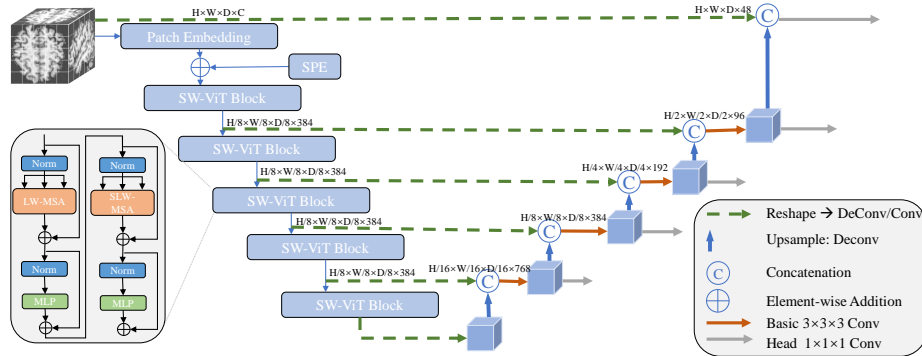 H×W×D×C
H×W×D×48
C
Patch Embedding
SPE
SW-ViT Block
H/8×W/8×D/8×384
H/2×W/2×D/2×96
C
SW-ViT Block
H/8×W/8×D/8×384
H/4×W/4×D/4×192
C
SW-ViT Block
H/8×W/8×D/8×384
H/8×W/8×D/8×384
C
SW-ViT Block
H/8×W/8×D/8×384
H/16×W/16×D/16×768
C
SW-ViT Block
Norm
LW-MSA
Norm
MLP
Norm
SLW-
MSA
Norm
MLP
Reshape → DeConv/Conv
Upsample: Deconv
C
Concatenation
Element-wise Addition
Basic 3×3×3 Conv
Head 1×1×1 Conv